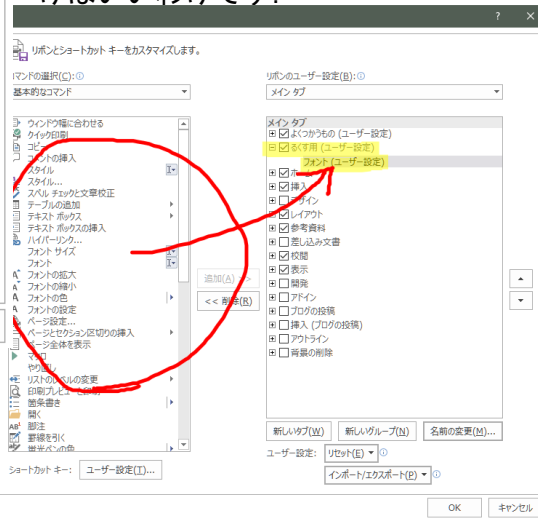 けばいいわけです！
? ×
リボンとショートカット キーをカスタマイズします。
マンドの選択(C):
基本的なコマンド
ウィンドウ幅に合わせる
クイック印刷
コピー
コメントの挿入
スタイル
スタイル...
スペル チェックと文章校正
テーブルの追加
テキスト ボックス
テキスト ボックスの挿入
ハイパーリンク...
フォント サイズ
フォント
フォントの拡大
フォントの縮小
フォントの色
フォントの設定
ページ設定...
ページとセクション区切りの挿入
ページ全体を表示
マクロ
やり直し
リストのレベルの変更
印刷プレビューと印刷
箇条書き
開く
脚注
罫線を引く
蛍光ペンの色
ショートカット キー: ユーザー設定(T)...
追加(A) >>
<< 削除(R)
リボンのユーザー設定(B):
メイン タブ
メイン タブ
よくつかうもの (ユーザー設定)
るくす用 (ユーザー設定)
フォント (ユーザー設定)
ホーム
挿入
デザイン
レイアウト
参考資料
差し込み文書
校閲
表示
開発
アドイン
ブログの投稿
挿入 (ブログの投稿)
アウトライン
背景の削除
新しいタブ(W) 新しいグループ(N) 名前の変更(M)...
ユーザー設定: リセット(E)
インポート/エクスポート(P)
OK キャンセル